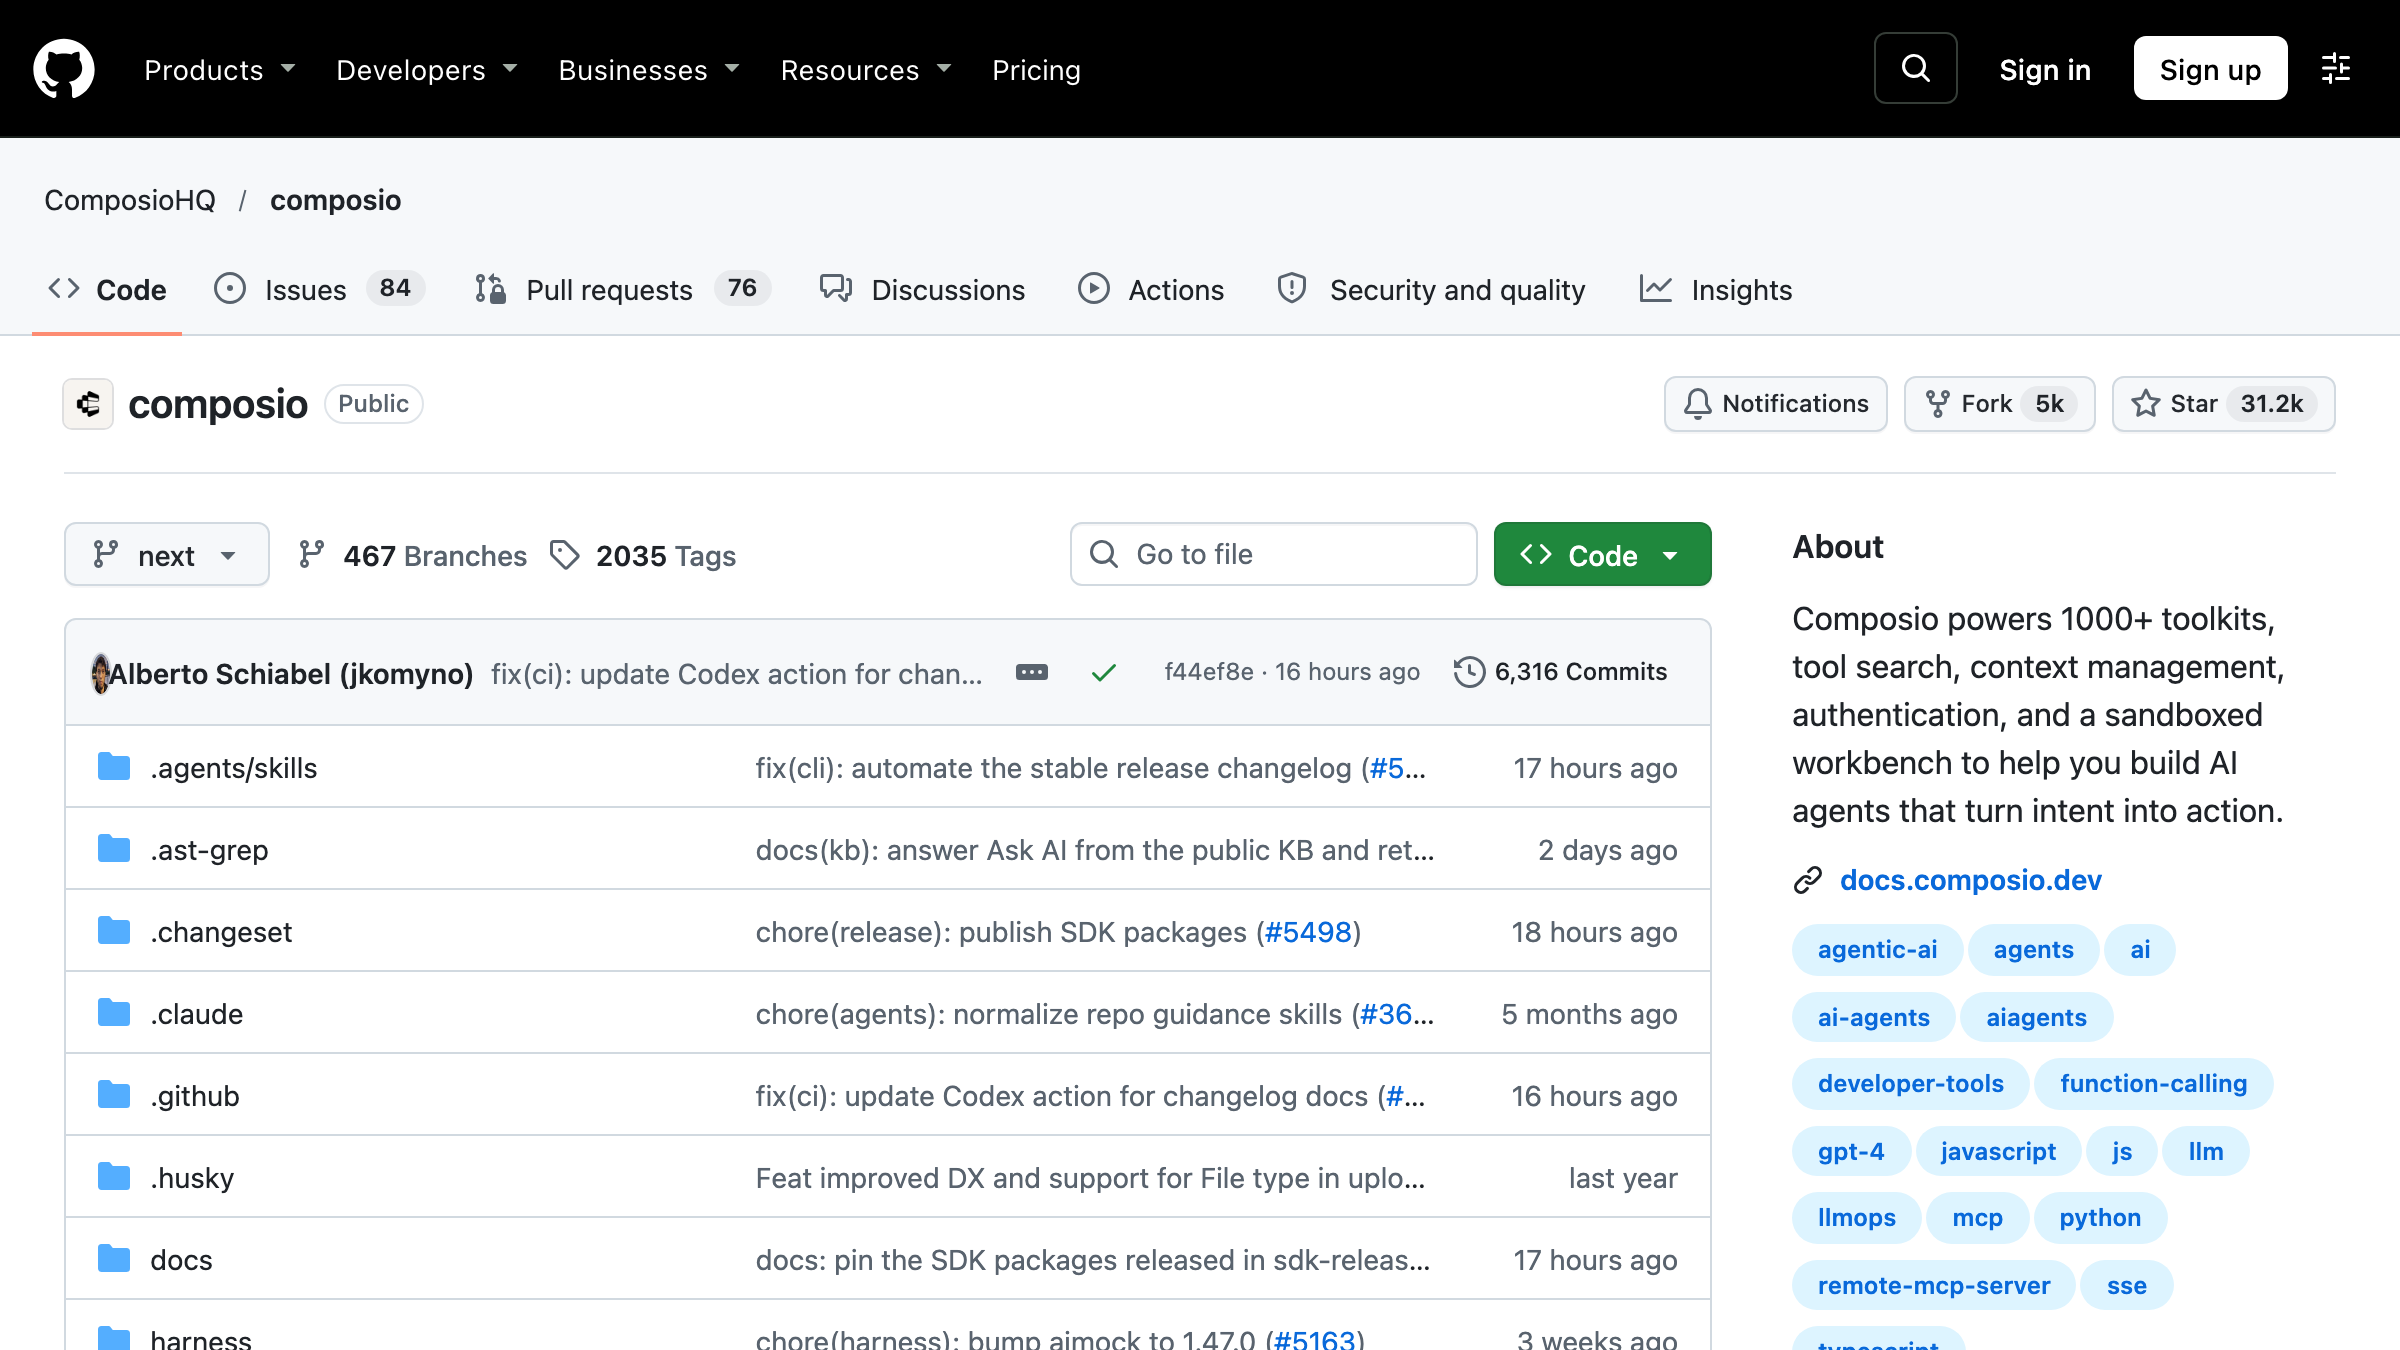 Products Developers Businesses Resources Pricing Sign in Sign up
ComposioHQ / composio
Code Issues 84 Pull requests 76 Discussions Actions Security and quality Insights
composio Public Notifications Fork 5k Star 31.2k
next 467 Branches 2035 Tags Go to file Code
Alberto Schiabel (jkomyno) fix(ci): update Codex action for chan... f44ef8e · 16 hours ago 6,316 Commits
.agents/skills fix(cli): automate the stable release changelog (#5... 17 hours ago
.ast-grep docs(kb): answer Ask AI from the public KB and ret... 2 days ago
.changeset chore(release): publish SDK packages (#5498) 18 hours ago
.claude chore(agents): normalize repo guidance skills (#36... 5 months ago
.github fix(ci): update Codex action for changelog docs (#... 16 hours ago
.husky Feat improved DX and support for File type in uplo... last year
docs docs: pin the SDK packages released in sdk-releas... 17 hours ago
harness chore(harness): bump aimock to 1.47.0 (#5163) 3 weeks ago
About
Composio powers 1000+ toolkits,
tool search, context management,
authentication, and a sandboxed
workbench to help you build AI
agents that turn intent into action.
docs.composio.dev
agentic-ai agents ai
ai-agents aiagents
developer-tools function-calling
gpt-4 javascript js llm
llmops mcp python
remote-mcp-server sse
typescript